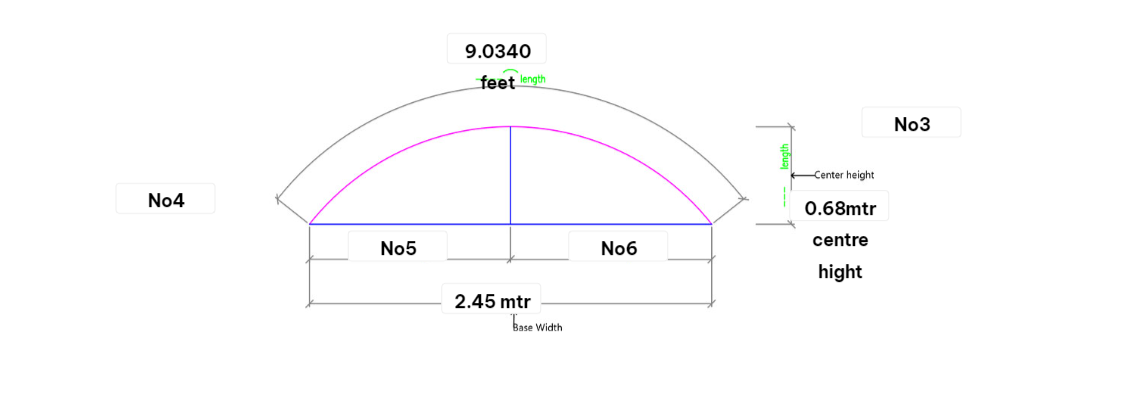 9.0340
feet
length
No3
length
Center height
No4
0.68mtr
centre
hight
No5
No6
2.45 mtr
Base Width